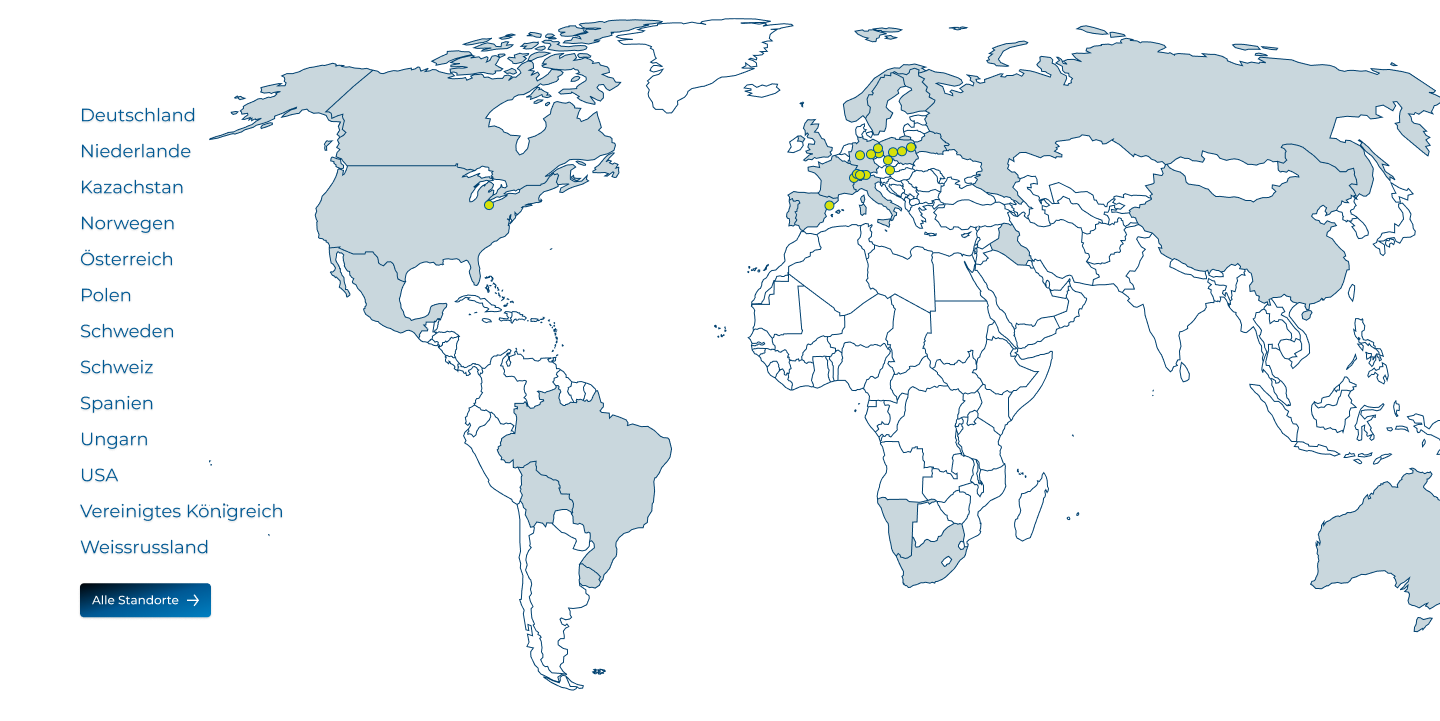 Deutschland
Niederlande
Kazachstan
Norwegen
Österreich
Polen
Schweden
Schweiz
Spanien
Ungarn
USA
Vereinigtes Königreich
Weissrussland
Alle Standorte →